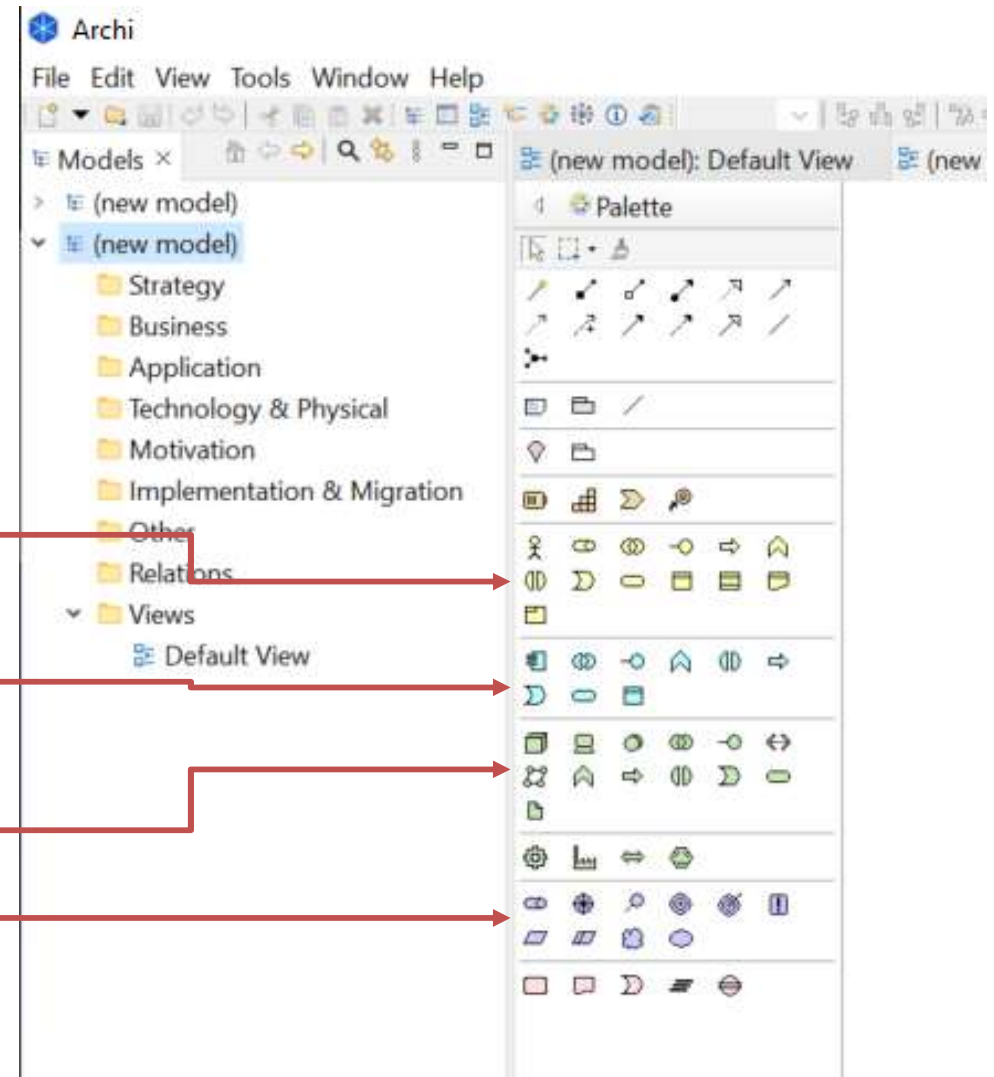 Archi
File Edit View Tools Window Help
Models
(new model): Default View
(new
(new model)
(new model)
Strategy
Business
Application
Technology & Physical
Motivation
Implementation & Migration
Other
Relations
Views
Default View
Palette